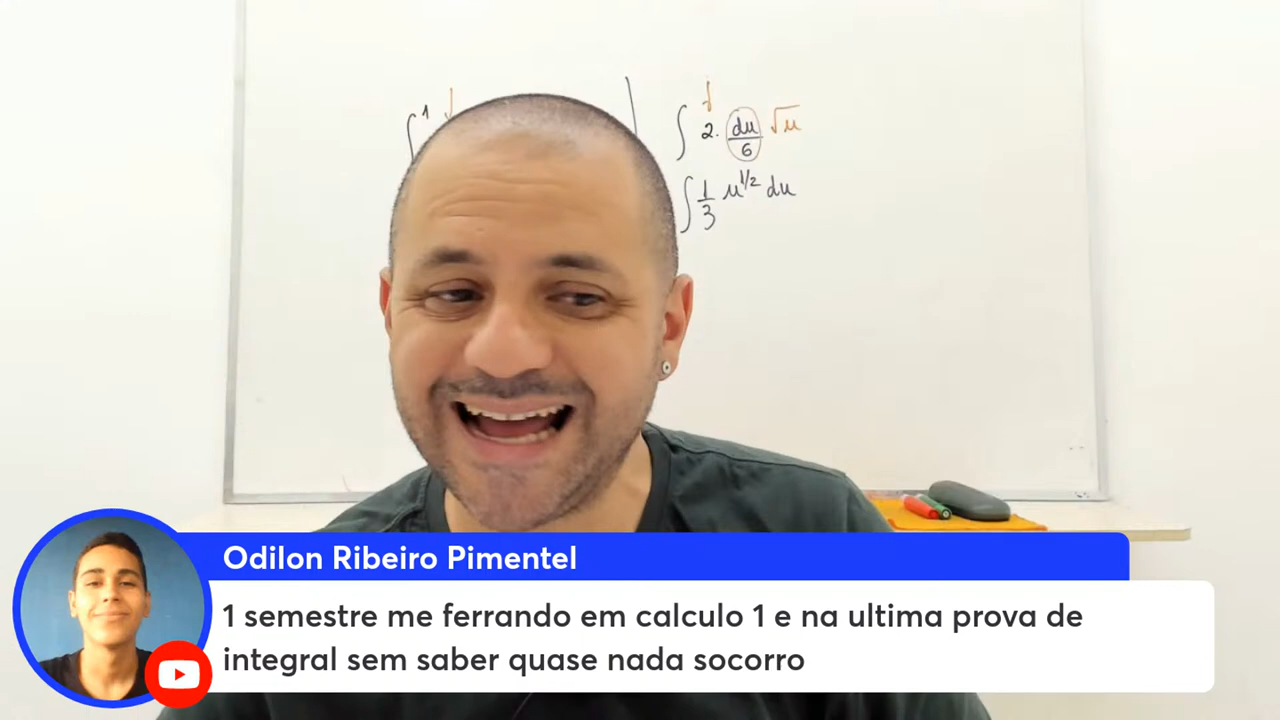 ∫¹
∫ 2. du/6 √u
∫ 1/3 u^1/2 du
Odilon Ribeiro Pimentel
1 semestre me ferrando em calculo 1 e na ultima prova de
integral sem saber quase nada socorro